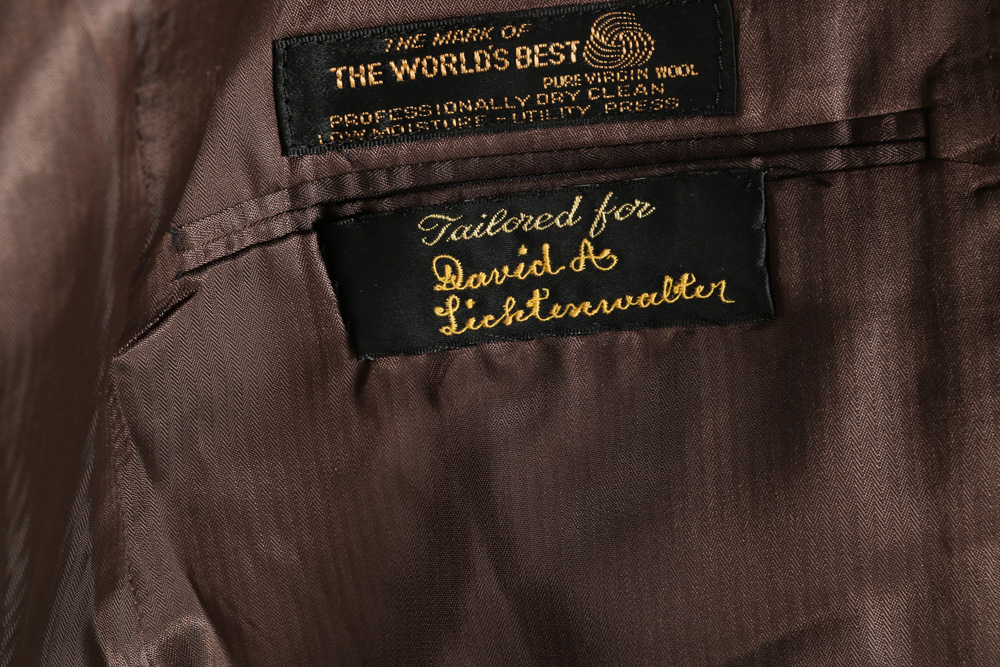 THE MARK OF
THE WORLD'S BEST
PURE VIRGIN WOOL
PROFESSIONALLY DRY CLEAN
LOW MOISTURE - UTILITY PRESS
Tailored for
David A
Lichtenwalter